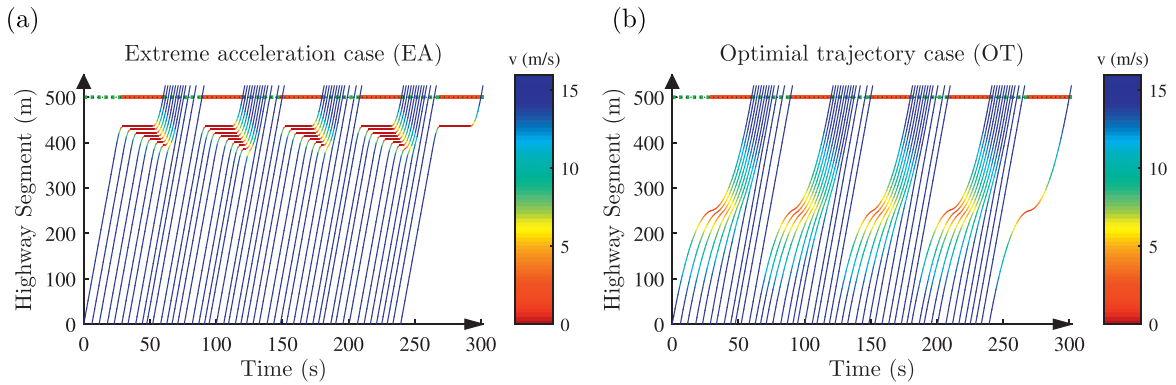 (a)
Extreme acceleration case (EA)
v (m/s)
500
400
300
200
100
0
Highway Segment (m)
0 50 100 150 200 250 300
Time (s)
15
10
5
0
(b)
Optimial trajectory case (OT)
v (m/s)
500
400
300
200
100
0
Highway Segment (m)
0 50 100 150 200 250 300
Time (s)
15
10
5
0